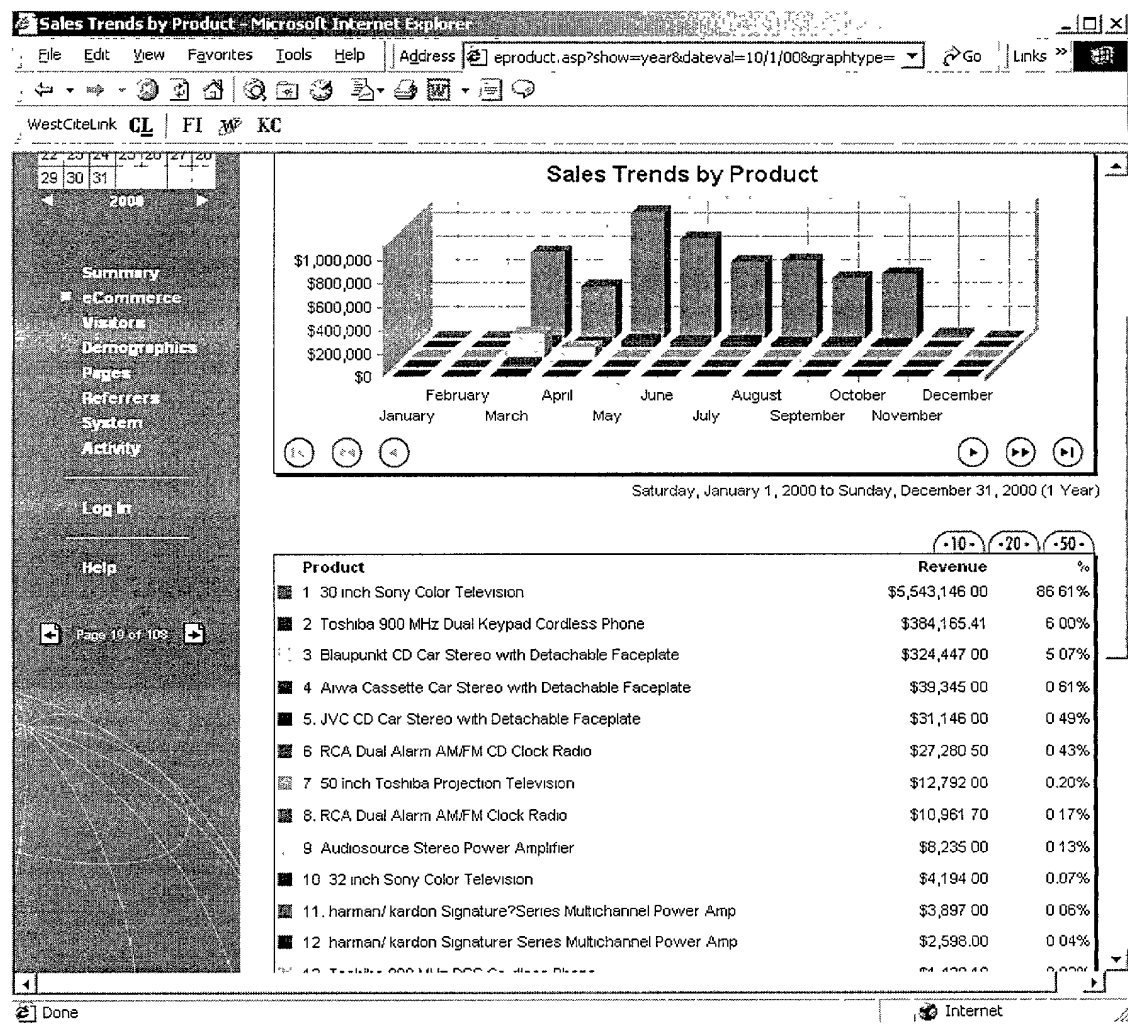 Sales Trends by Product - Microsoft Internet Explorer
File Edit View Favorites Tools Help
Address eproduct.asp?show=year&dateval=10/1/00&graphtype=
Go Links »
WestCiteLink CL FI KC
22 23 24 25 26 27 28
29 30 31
2000
Summary
eCommerce
Visitors
Demographics
Pages
Referrers
System
Activity
Log In
Help
Page 19 of 108
Sales Trends by Product
$1,000,000
$800,000
$600,000
$400,000
$200,000
$0
February April June August October December
January March May July September November
Saturday, January 1, 2000 to Sunday, December 31, 2000 (1 Year)
-10- -20- -50-
Product Revenue %
1 30 inch Sony Color Television $5,543,146 00 86 61%
2 Toshiba 900 MHz Dual Keypad Cordless Phone $384,165.41 6 00%
3 Blaupunkt CD Car Stereo with Detachable Faceplate $324,447 00 5 07%
4 Aiwa Cassette Car Stereo with Detachable Faceplate $39,345 00 0 61%
5. JVC CD Car Stereo with Detachable Faceplate $31,146 00 0 49%
6 RCA Dual Alarm AM/FM CD Clock Radio $27,280 50 0 43%
7 50 inch Toshiba Projection Television $12,792 00 0.20%
8. RCA Dual Alarm AM/FM Clock Radio $10,961 70 0 17%
9 Audiosource Stereo Power Amplifier $8,235 00 0 13%
10 32 inch Sony Color Television $4,194 00 0.07%
11. harman/ kardon Signature?Series Multichannel Power Amp $3,897 00 0 06%
12 harman/ kardon Signaturer Series Multichannel Power Amp $2,598.00 0 04%
Done Internet